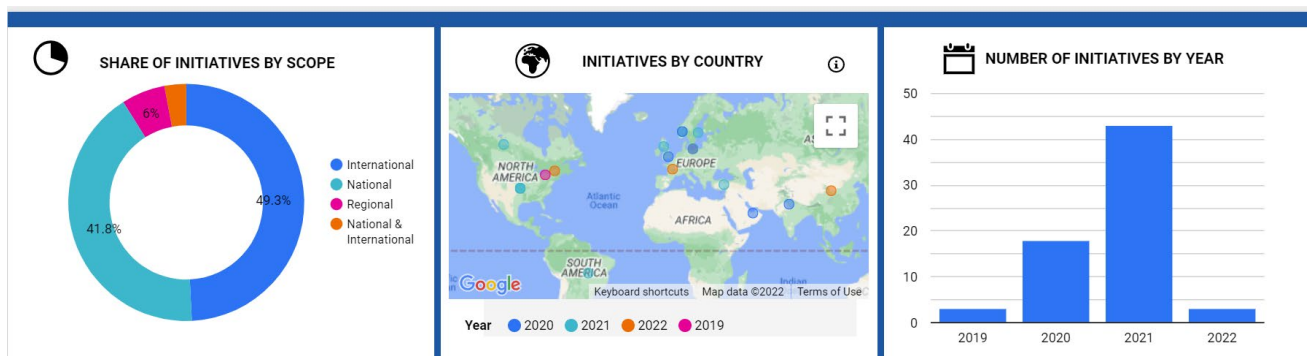 SHARE OF INITIATIVES BY SCOPE
6%
49.3%
41.8%
International
National
Regional
National &
International
INITIATIVES BY COUNTRY
NORTH
AMERICA
EUROPE
AS
Atlantic
Ocean
AFRICA
SOUTH
AMERICA
Indian
Google
Keyboard shortcuts
Map data ©2022
Terms of Use
Year
2020
2021
2022
2019
NUMBER OF INITIATIVES BY YEAR
50
40
30
20
10
0
2019
2020
2021
2022